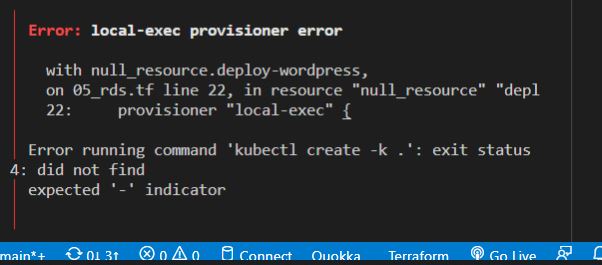 Error: local-exec provisioner error
with null_resource.deploy-wordpress,
on 05_rds.tf line 22, in resource "null_resource" "depl
22: provisioner "local-exec" {
Error running command 'kubectl create -k .': exit status
4: did not find
expected '-' indicator
main*+ 0↓ 3↑ 0 0 Connect Quokka Terraform Go Live